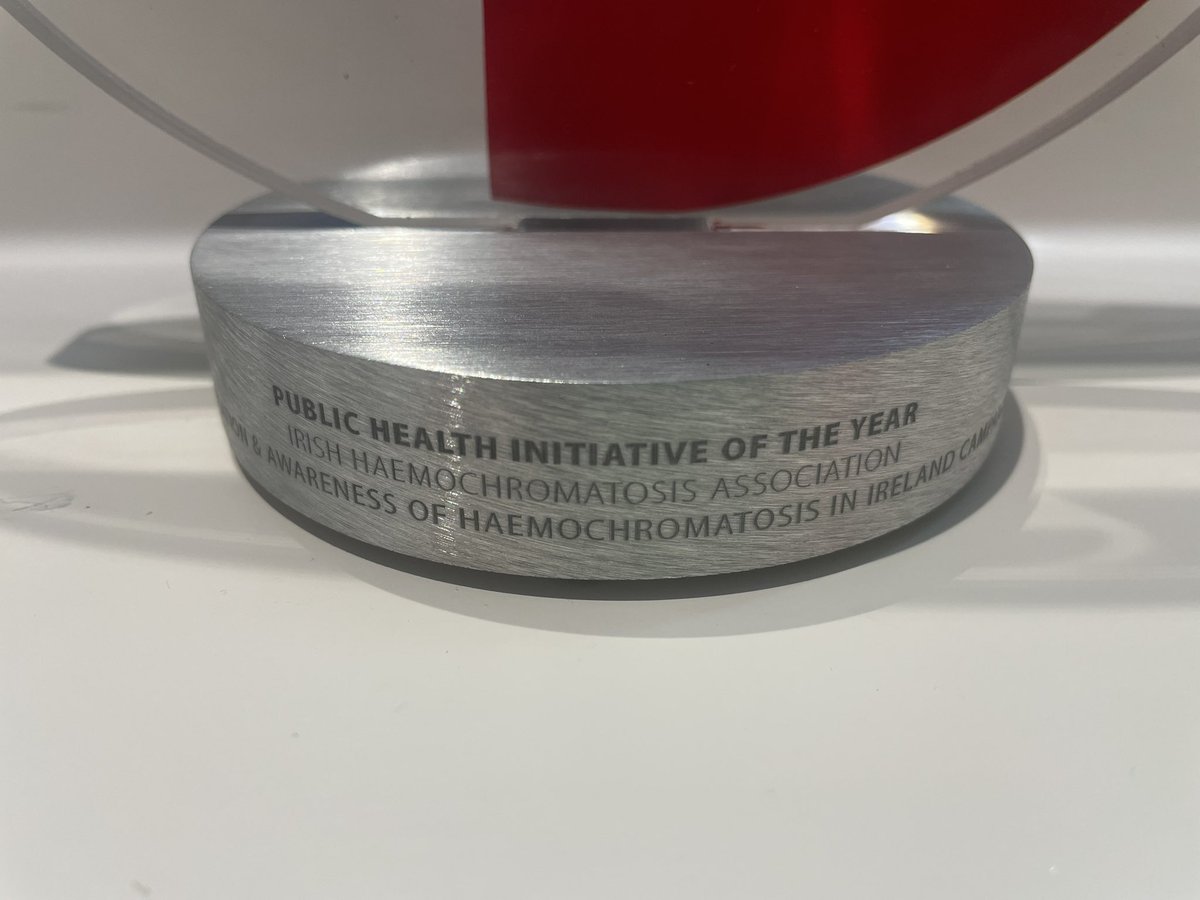 PUBLIC HEALTH INITIATIVE OF THE YEAR
IRISH HAEMOCHROMATOSIS ASSOCIATION
& AWARENESS OF HAEMOCHROMATOSIS IN IRELAND